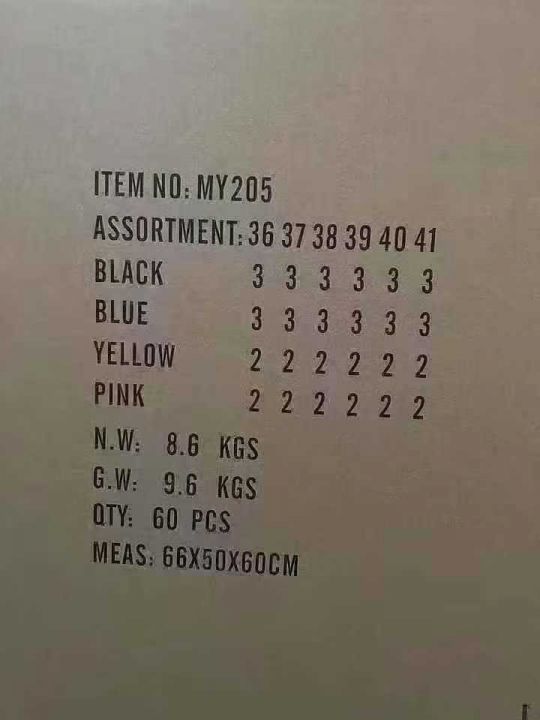 ITEM NO: MY205
ASSORTMENT: 36 37 38 39 40 41
BLACK 3 3 3 3 3 3
BLUE 3 3 3 3 3 3
YELLOW 2 2 2 2 2 2
PINK 2 2 2 2 2 2
N.W: 8.6 KGS
G.W: 9.6 KGS
QTY: 60 PCS
MEAS: 66X50X60CM